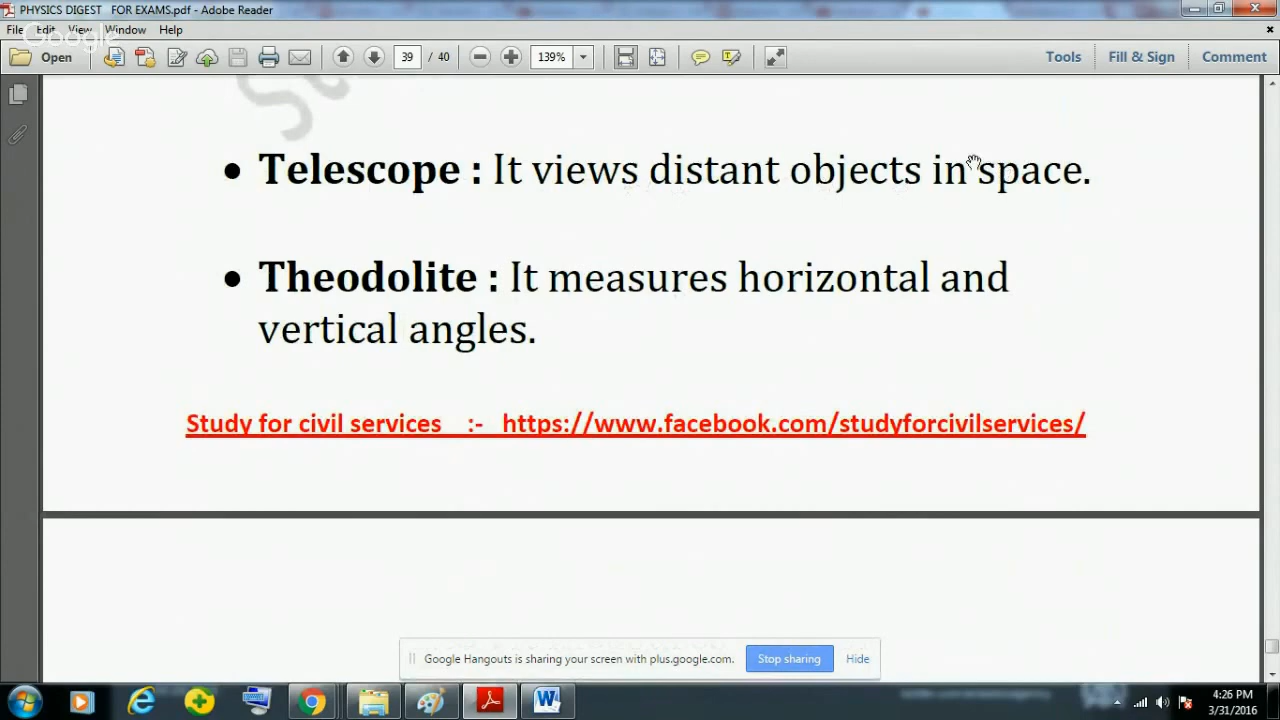 PHYSICS DIGEST FOR EXAMS.pdf - Adobe Reader
File Edit View Window Help
Google
Open 39 / 40 139% Tools Fill & Sign Comment
• Telescope : It views distant objects in space.
• Theodolite : It measures horizontal and
vertical angles.
Study for civil services :- https://www.facebook.com/studyforcivilservices/
Google Hangouts is sharing your screen with plus.google.com. Stop sharing Hide
4:26 PM
3/31/2016